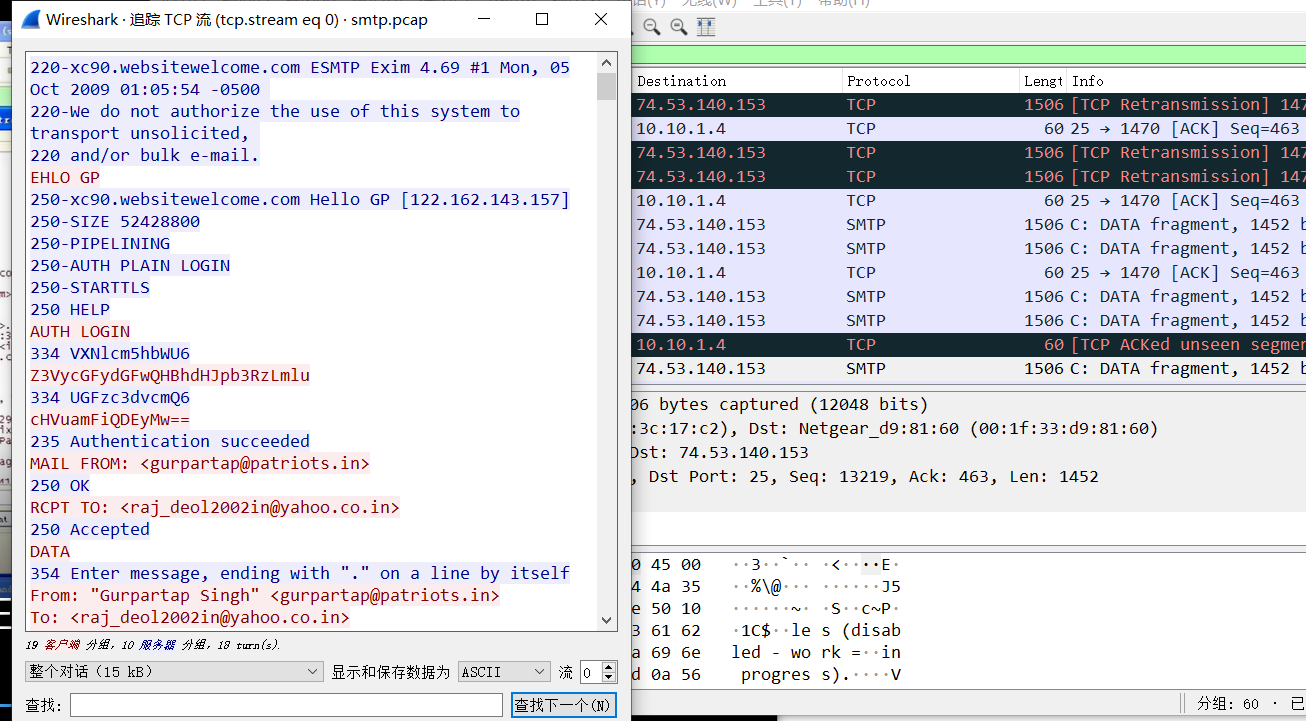 Wireshark · 追踪 TCP 流 (tcp.stream eq 0) · smtp.pcap
220-xc90.websitewelcome.com ESMTP Exim 4.69 #1 Mon, 05
Oct 2009 01:05:54 -0500
220-We do not authorize the use of this system to
transport unsolicited,
220 and/or bulk e-mail.
EHLO GP
250-xc90.websitewelcome.com Hello GP [122.162.143.157]
250-SIZE 52428800
250-PIPELINING
250-AUTH PLAIN LOGIN
250-STARTTLS
250 HELP
AUTH LOGIN
334 VXNlcm5hbWU6
Z3VycGFydGFwQHBhdHJpb3RzLmlu
334 UGFzc3dvcmQ6
cHVuamFiQDEyMw==
235 Authentication succeeded
MAIL FROM: <gurpartap@patriots.in>
250 OK
RCPT TO: <raj_deol2002in@yahoo.co.in>
250 Accepted
DATA
354 Enter message, ending with "." on a line by itself
From: "Gurpartap Singh" <gurpartap@patriots.in>
To: <raj_deol2002in@yahoo.co.in>
19 客户端 分组, 10 服务器 分组, 19 turn(s).
整个对话 (15 kB)
显示和保存数据为 ASCII
流 0
查找:
查找下一个(N)
Destination Protocol Lengt Info
74.53.140.153 TCP 1506 [TCP Retransmission] 147
10.10.1.4 TCP 60 25 → 1470 [ACK] Seq=463
74.53.140.153 TCP 1506 [TCP Retransmission] 147
74.53.140.153 TCP 1506 [TCP Retransmission] 147
10.10.1.4 TCP 60 25 → 1470 [ACK] Seq=463
74.53.140.153 SMTP 1506 C: DATA fragment, 1452 b
74.53.140.153 SMTP 1506 C: DATA fragment, 1452 b
10.10.1.4 TCP 60 25 → 1470 [ACK] Seq=463
74.53.140.153 SMTP 1506 C: DATA fragment, 1452 b
74.53.140.153 SMTP 1506 C: DATA fragment, 1452 b
10.10.1.4 TCP 60 [TCP ACKed unseen segmen
74.53.140.153 SMTP 1506 C: DATA fragment, 1452 b
06 bytes captured (12048 bits)
:3c:17:c2), Dst: Netgear_d9:81:60 (00:1f:33:d9:81:60)
Dst: 74.53.140.153
, Dst Port: 25, Seq: 13219, Ack: 463, Len: 1452
0 45 00 ··3··`·· ·<····E·
4 4a 35 ··%\@··· ······J5
e 50 10 ······~· ·S··c~P·
3 61 62 ·1C$··le s (disab
a 69 6e led - wo rk =··in
d 0a 56 progres s).····V
分组: 60 · 已